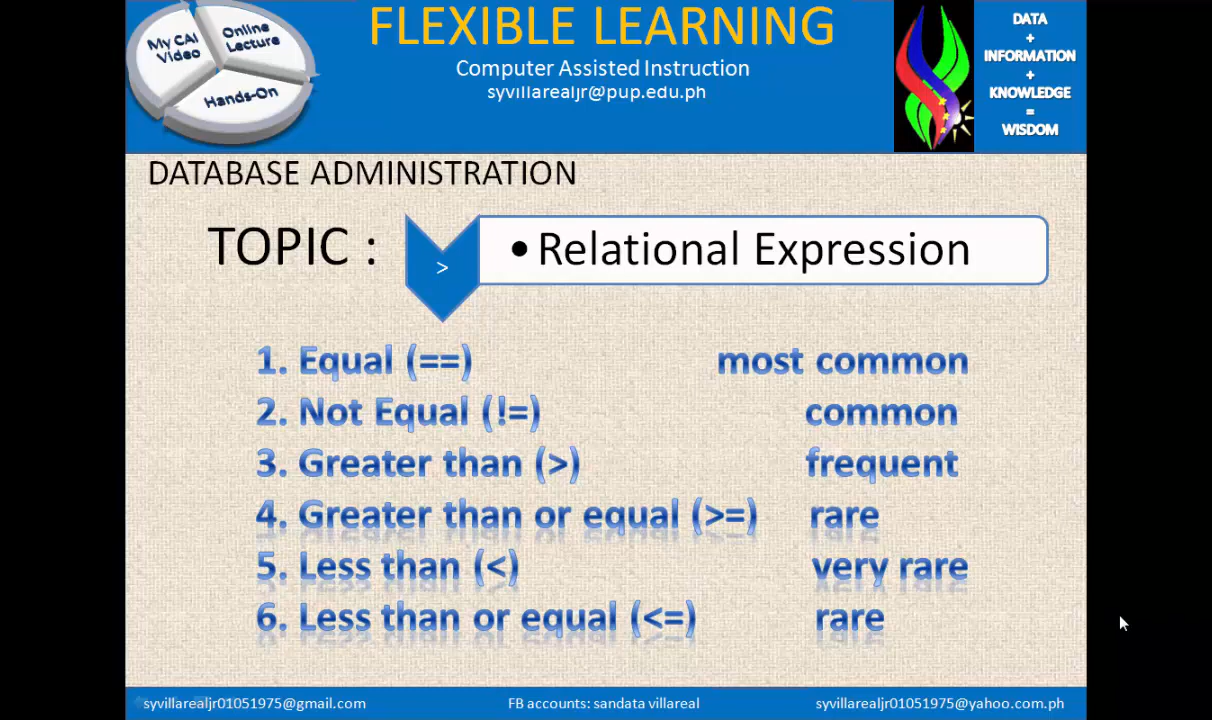 My CAI
Video
Online
Lecture
Hands-On
FLEXIBLE LEARNING
Computer Assisted Instruction
syvillarealjr@pup.edu.ph
DATA
+
INFORMATION
+
KNOWLEDGE
=
WISDOM
DATABASE ADMINISTRATION
TOPIC : > • Relational Expression
1. Equal (==) most common
2. Not Equal (!=) common
3. Greater than (>) frequent
4. Greater than or equal (>=) rare
5. Less than (<) very rare
6. Less than or equal (<=) rare
syvillarealjr01051975@gmail.com FB accounts: sandata villareal syvillarealjr01051975@yahoo.com.ph